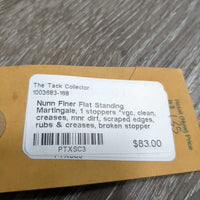 The Tack Collector
1003683-168
Nunn Finer Flat Standing
Martingale, 1 stoppers *vgc, clean,
creases, mnr dirt, scraped edges,
rubs & creases, broken stopper
PTXSC3
$83.00
Price